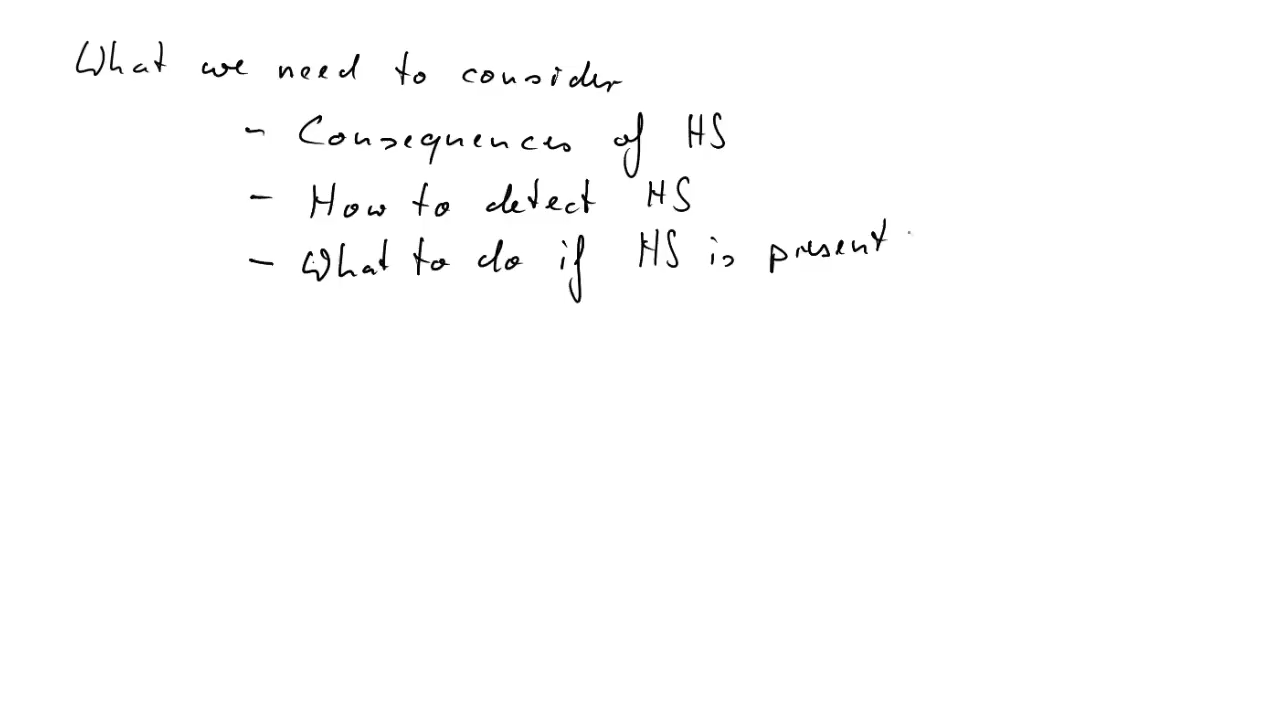 What we need to consider
- Consequences of HS
- How to detect HS
- What to do if HS is present